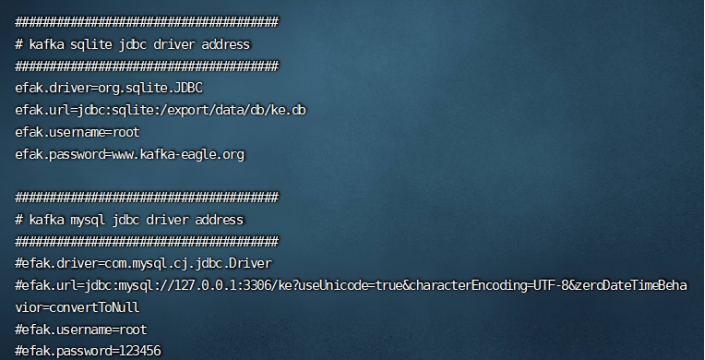 ######################################
# kafka sqlite jdbc driver address
######################################
efak.driver=org.sqlite.JDBC
efak.url=jdbc:sqlite:/export/data/db/ke.db
efak.username=root
efak.password=www.kafka-eagle.org
######################################
# kafka mysql jdbc driver address
######################################
#efak.driver=com.mysql.cj.jdbc.Driver
#efak.url=jdbc:mysql://127.0.0.1:3306/ke?useUnicode=true&characterEncoding=UTF-8&zeroDateTimeBeha
vior=convertToNull
#efak.username=root
#efak.password=123456